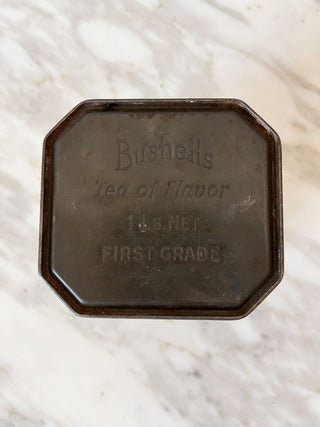 Bushells
Tea of Flavor
1 LB. NET
FIRST GRADE